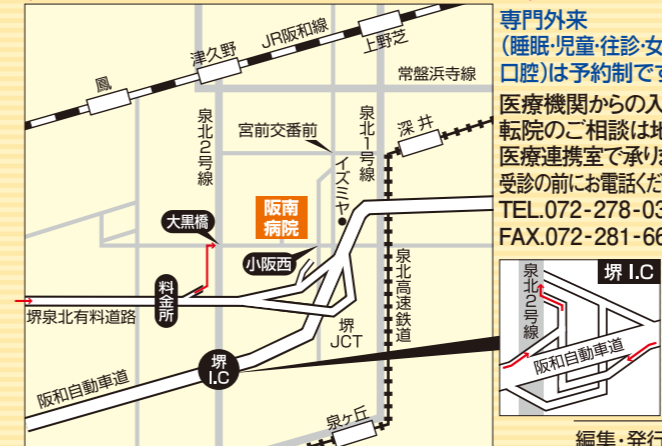 JR阪和線
上野芝
津久野
鳳
常盤浜寺線
泉北2号線
宮前交番前
泉北1号線
深井
イズミヤ
阪南
病院
大黒橋
小阪西
料金所
堺泉北有料道路
堺
JCT
泉北高速鉄道
堺
I.C
阪和自動車道
泉ヶ丘
専門外来
(睡眠・児童・往診・女
口腔)は予約制です
医療機関からの入
転院のご相談は地
医療連携室で承り
受診の前にお電話くだ
TEL.072-278-03
FAX.072-281-66
堺 I.C
泉北2号線
阪和自動車道
編集・発行